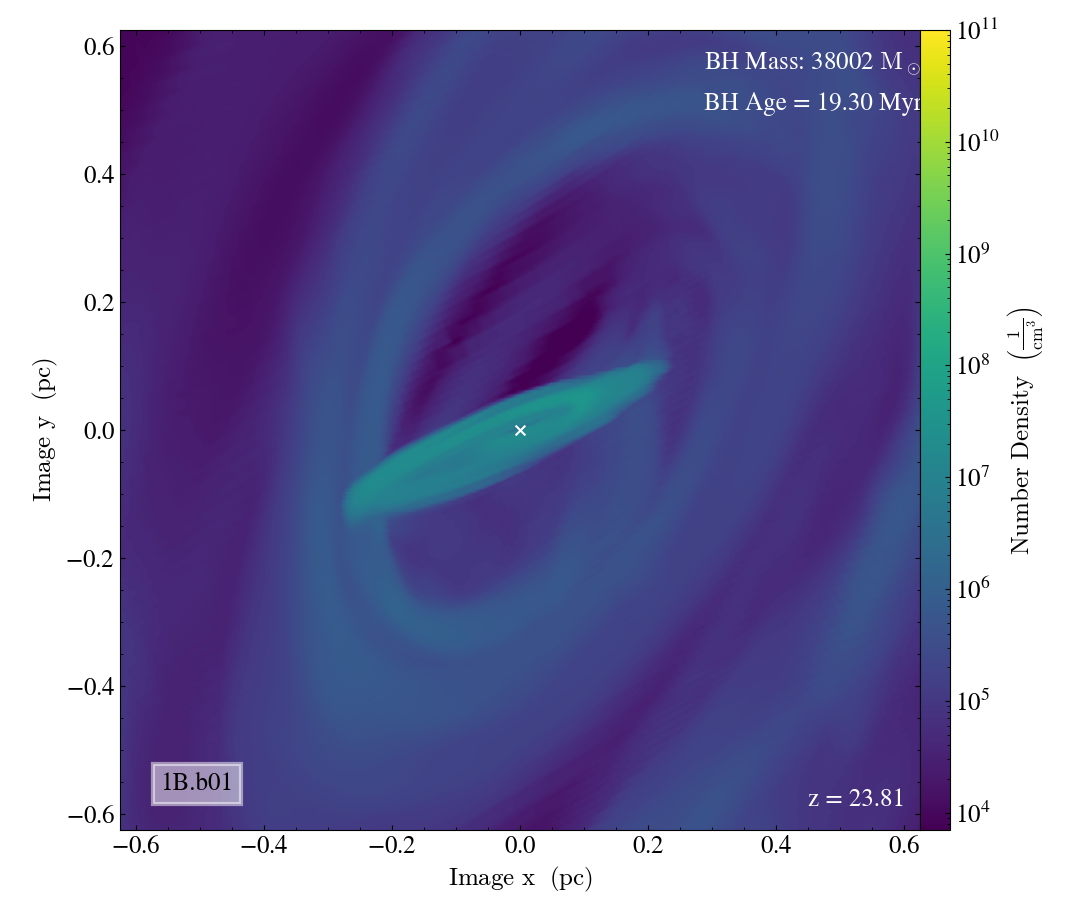 BH Mass: 38002 M⊙
BH Age = 19.30 Myr
1B.b01
z = 23.81
Image y (pc)
0.6
0.4
0.2
0.0
−0.2
−0.4
−0.6
−0.6 −0.4 −0.2 0.0 0.2 0.4 0.6
Image x (pc)
10¹¹
10¹⁰
10⁹
10⁸
10⁷
10⁶
10⁵
10⁴
Number Density (1/cm³)